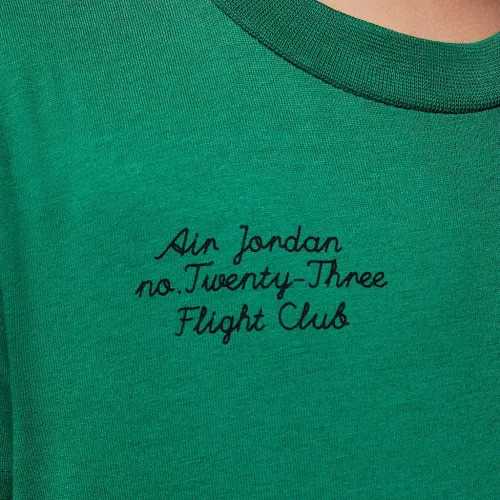 Air Jordan
no. Twenty-Three
Flight Club